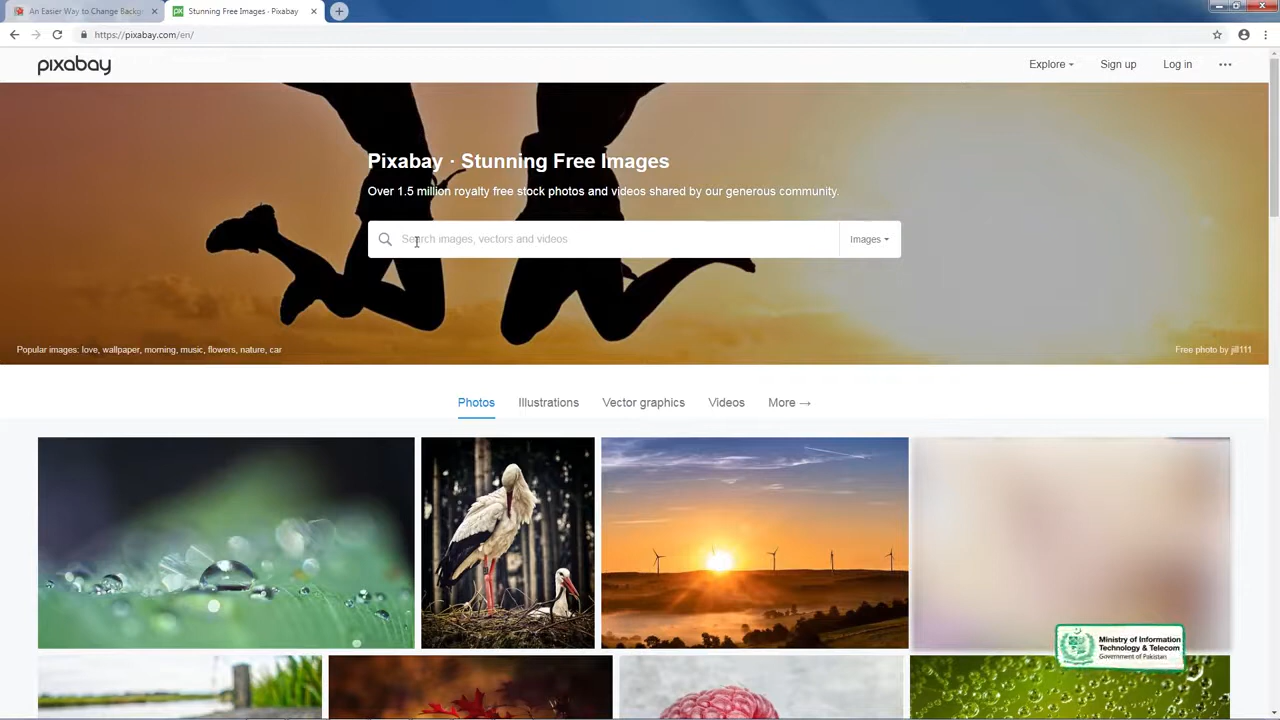 An Easier Way to Change Backg
Stunning Free Images - Pixabay
https://pixabay.com/en/
pixabay
Explore
Sign up
Log in
Pixabay · Stunning Free Images
Over 1.5 million royalty free stock photos and videos shared by our generous community.
Search images, vectors and videos
Images
Popular images: love, wallpaper, morning, music, flowers, nature, car
Free photo by jill111
Photos
Illustrations
Vector graphics
Videos
More →
Ministry of Information
Technology & Telecom
Government of Pakistan